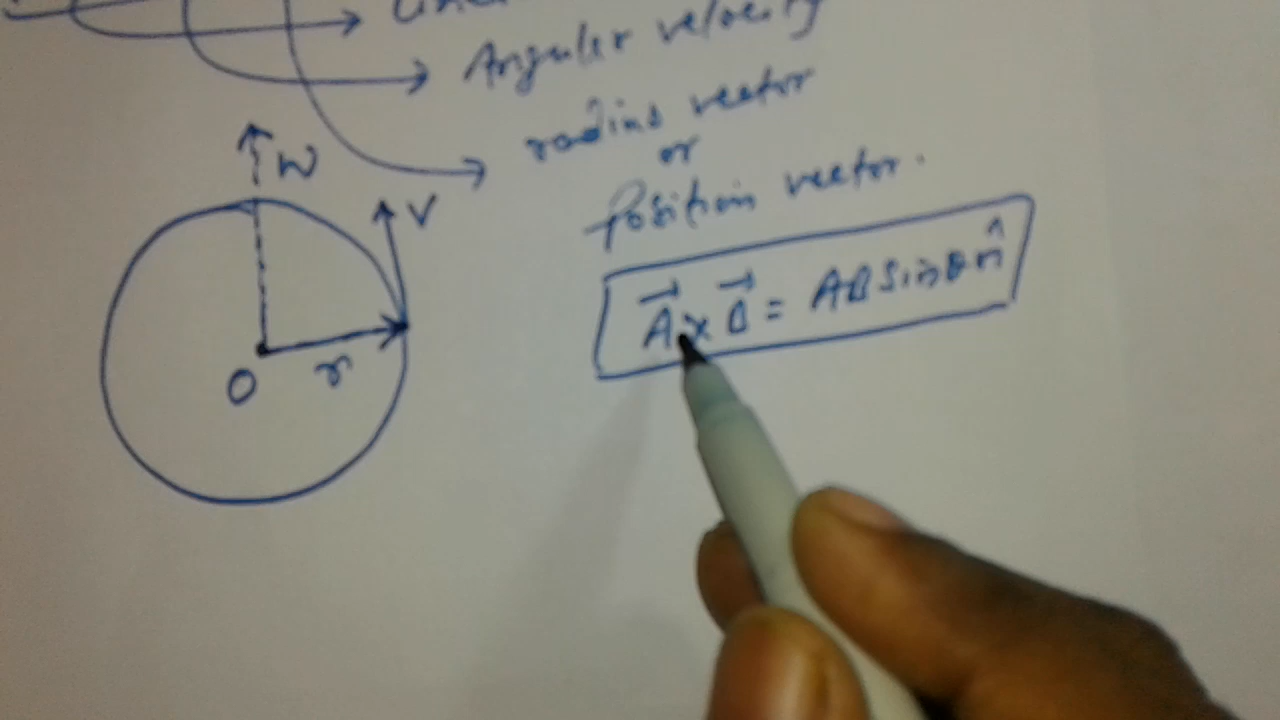 Angular velocity
radius vector
or
Position vector.
W
V
A⃗ × B⃗ = AB Sinθ n̂
O
r